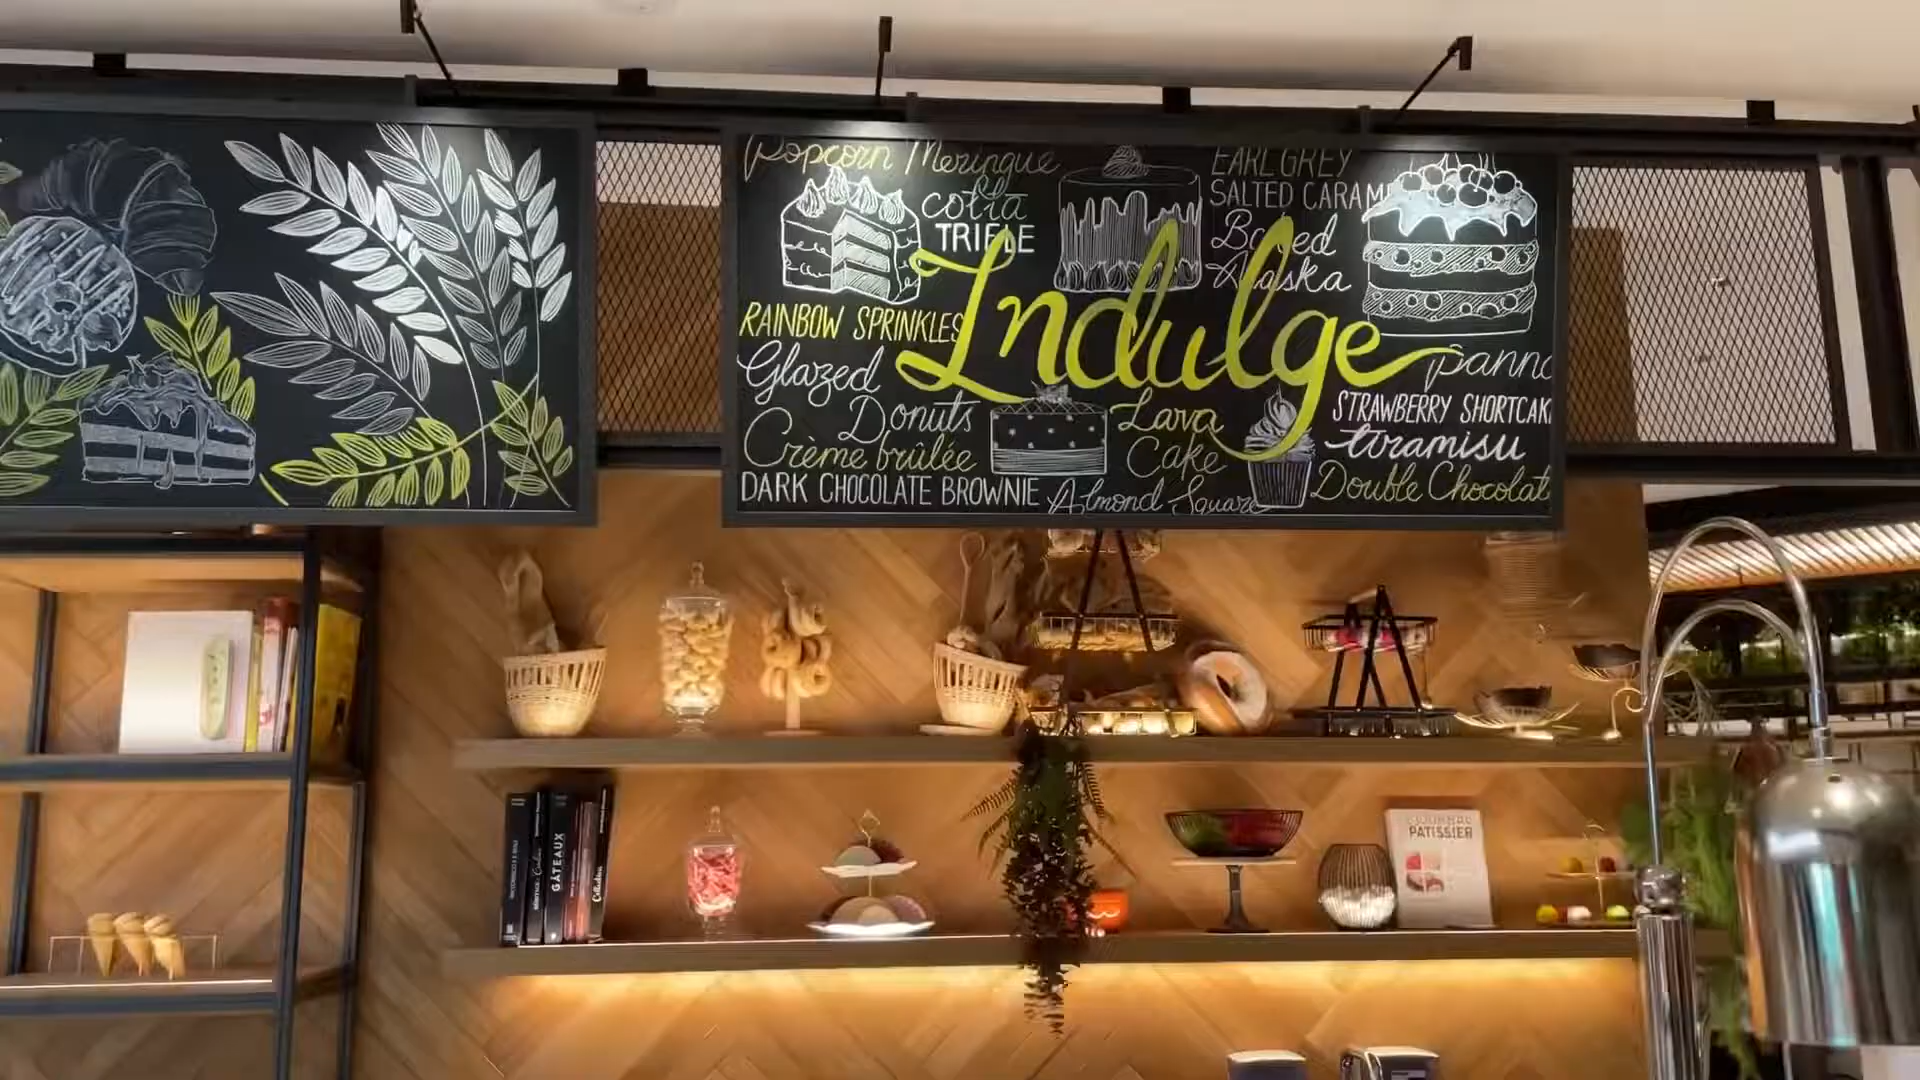 Popcorn Meringue
EARL GREY
cotta
SALTED CARAM
TRIFLE
Baked
Alaska
Indulge
RAINBOW SPRINKLES
Glazed
Donuts
panna
STRAWBERRY SHORTCAK
Lava
Cake
tiramisu
Crème brûlée
DARK CHOCOLATE BROWNIE
Almond Square
Double Chocolat
GÂTEAUX
PATISSIER